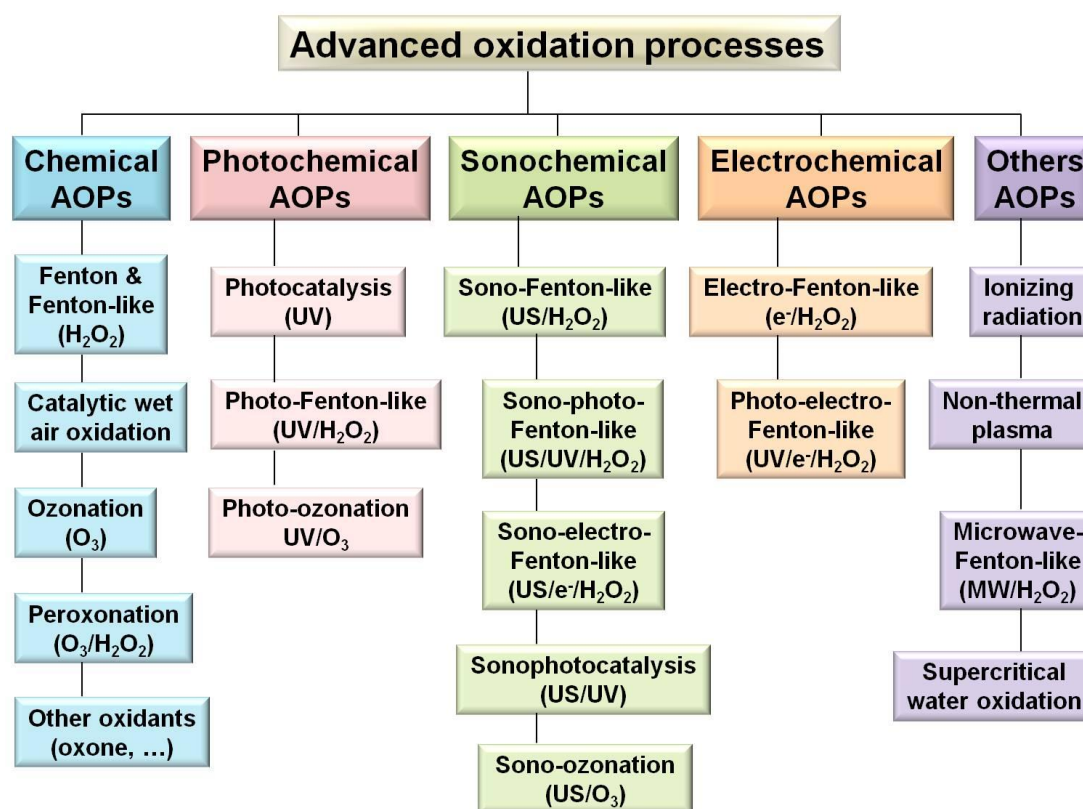 Advanced oxidation processes
Chemical
AOPs
Fenton &
Fenton-like
(H₂O₂)
Catalytic wet
air oxidation
Ozonation
(O₃)
Peroxonation
(O₃/H₂O₂)
Other oxidants
(oxone, ...)
Photochemical
AOPs
Photocatalysis
(UV)
Photo-Fenton-like
(UV/H₂O₂)
Photo-ozonation
UV/O₃
Sonochemical
AOPs
Sono-Fenton-like
(US/H₂O₂)
Sono-photo-
Fenton-like
(US/UV/H₂O₂)
Sono-electro-
Fenton-like
(US/e⁻/H₂O₂)
Sonophotocatalysis
(US/UV)
Sono-ozonation
(US/O₃)
Electrochemical
AOPs
Electro-Fenton-like
(e⁻/H₂O₂)
Photo-electro-
Fenton-like
(UV/e⁻/H₂O₂)
Others
AOPs
Ionizing
radiation
Non-thermal
plasma
Microwave-
Fenton-like
(MW/H₂O₂)
Supercritical
water oxidation